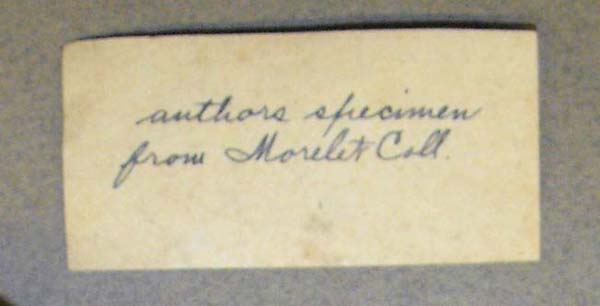 authors specimen
from Morelet Coll.